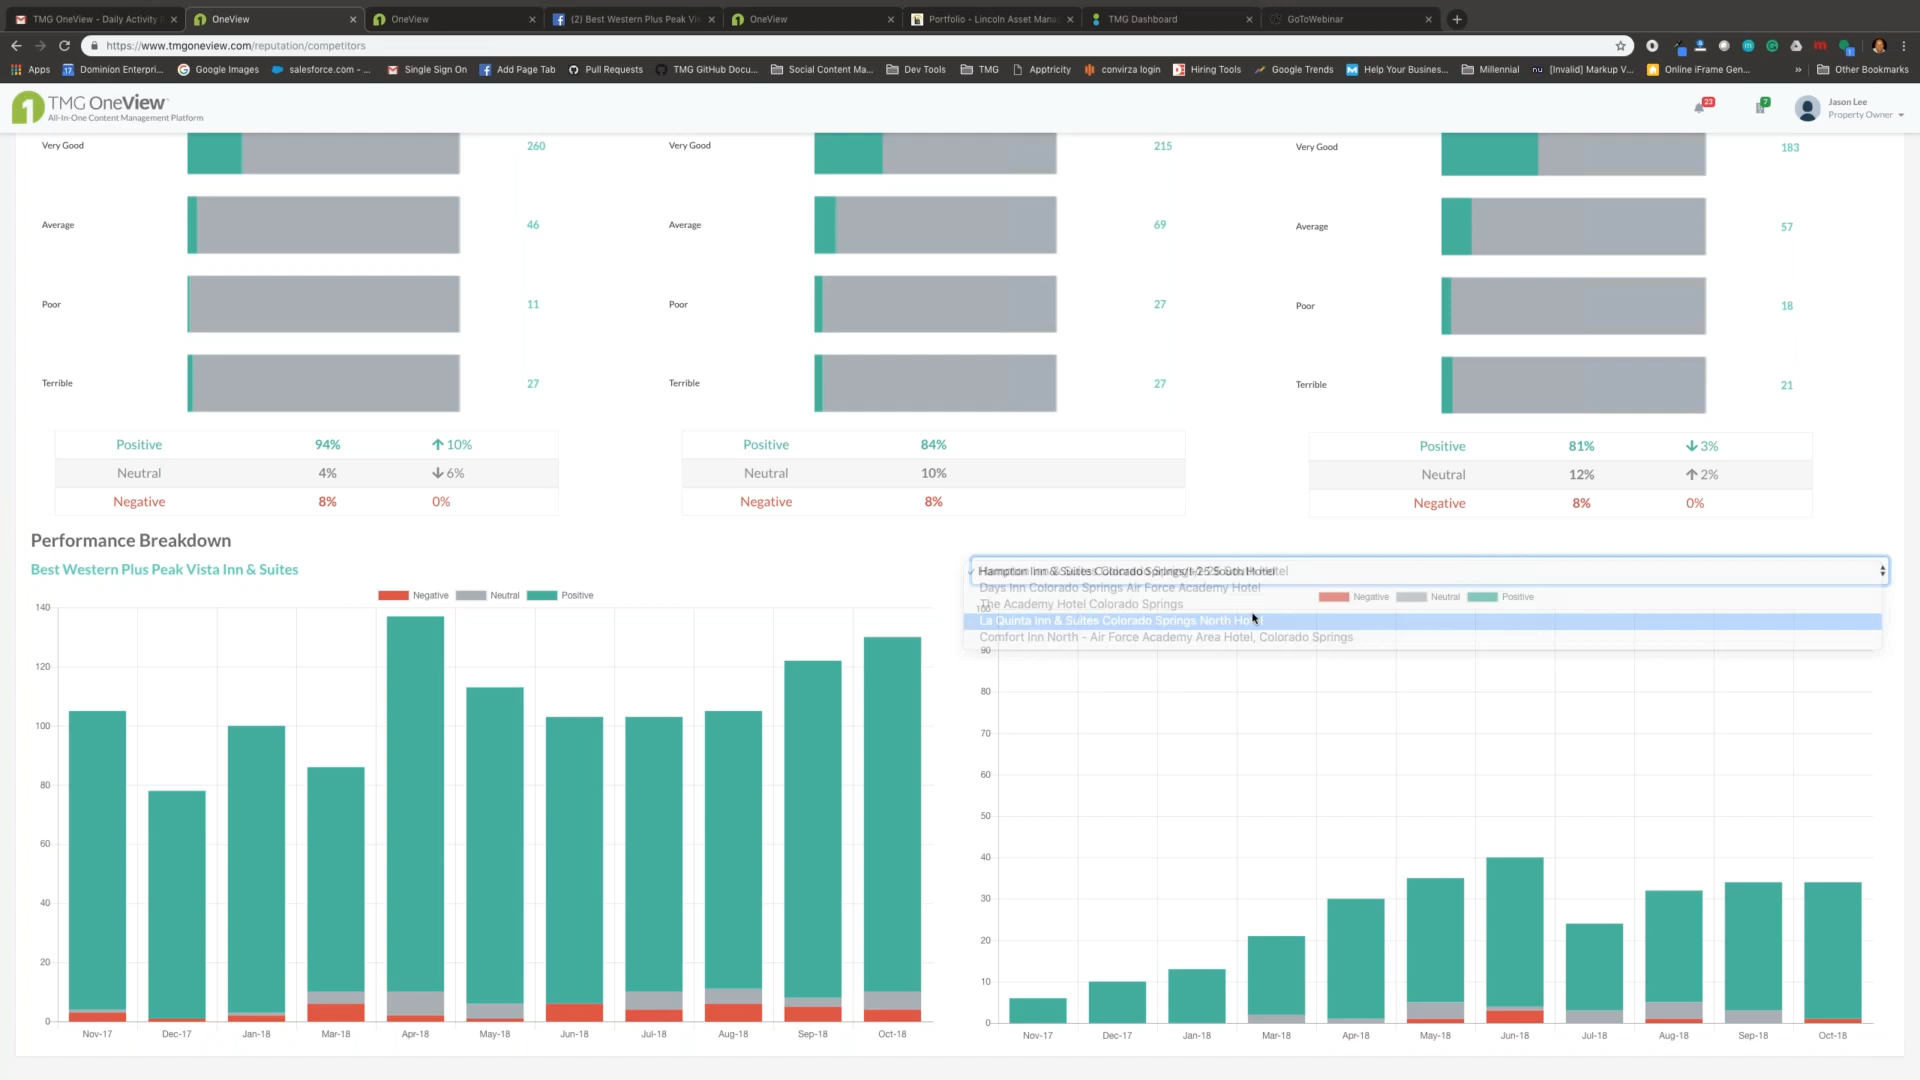 TMG OneView - Daily Activity
OneView
OneView
(2) Best Western Plus Peak Vi
OneView
Portfolio - Lincoln Asset Mana
TMG Dashboard
GoToWebinar
https://www.tmgoneview.com/reputation/competitors
Apps
Dominion Enterpri...
Google Images
salesforce.com - ...
Single Sign On
Add Page Tab
Pull Requests
TMG GitHub Docu...
Social Content Ma...
Dev Tools
TMG
Apptricity
convirza login
Hiring Tools
Google Trends
Help Your Busines...
Millennial
[Invalid] Markup V...
Online iFrame Gen...
»
Other Bookmarks
TMG OneView
All-In-One Content Management Platform
23
7
Jason Lee
Property Owner
Very Good 260
Very Good 215
Very Good 183
Average 46
Average 69
Average 57
Poor 11
Poor 27
Poor 18
Terrible 27
Terrible 27
Terrible 21
Positive 94% 10%
Neutral 4% 6%
Negative 8% 0%
Positive 84%
Neutral 10%
Negative 8%
Positive 81% 3%
Neutral 12% 2%
Negative 8% 0%
Performance Breakdown
Best Western Plus Peak Vista Inn & Suites
Negative Neutral Positive
140
120
100
80
60
40
20
0
Nov-17 Dec-17 Jan-18 Mar-18 Apr-18 May-18 Jun-18 Jul-18 Aug-18 Sep-18 Oct-18
Hampton Inn & Suites Colorado Springs/I-25 South Hotel
Days Inn Colorado Springs Air Force Academy Hotel
The Academy Hotel Colorado Springs
La Quinta Inn & Suites Colorado Springs North Hotel
Comfort Inn North - Air Force Academy Area Hotel, Colorado Springs
Negative Neutral Positive
100
90
80
70
60
50
40
30
20
10
0
Nov-17 Dec-17 Jan-18 Mar-18 Apr-18 May-18 Jun-18 Jul-18 Aug-18 Sep-18 Oct-18